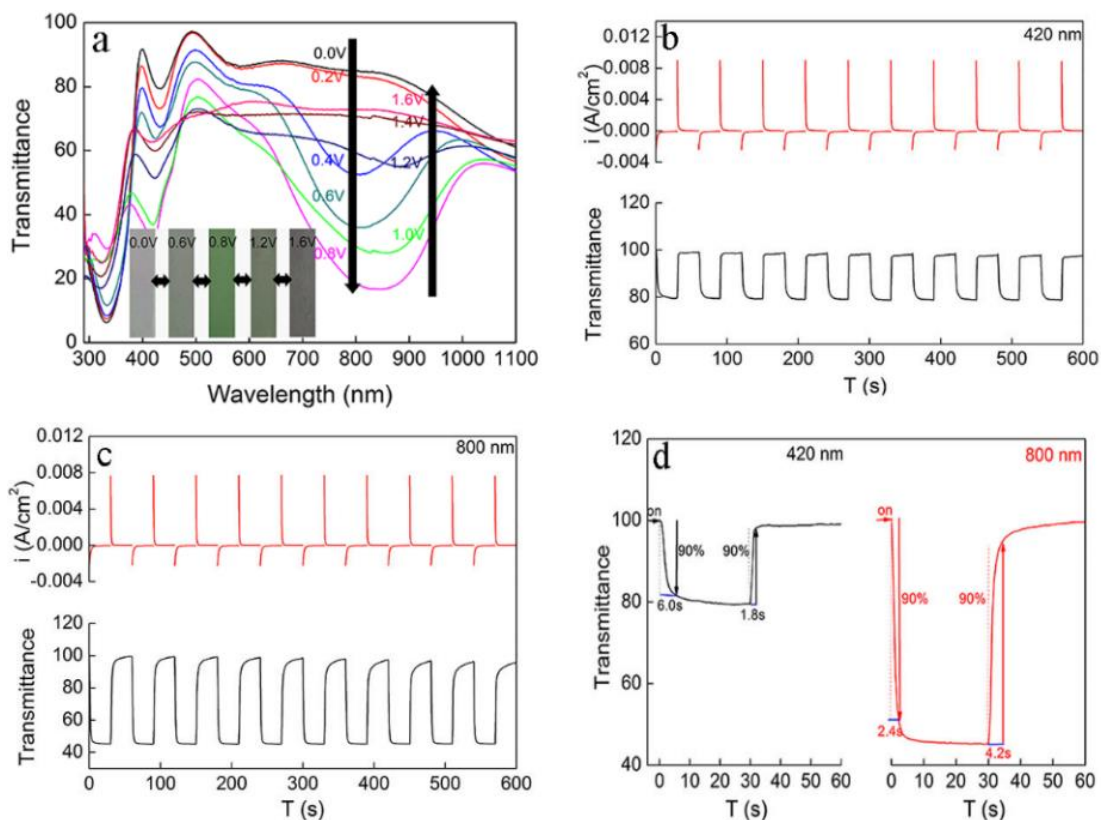 a
100
80
60
40
20
0
Transmittance
300
400
500
600
700
800
900
1000
1100
Wavelength (nm)
0.0V
0.2V
1.6V
1.4V
1.2V
0.4V
0.6V
1.0V
0.8V
0.0V
0.6V
0.8V
1.2V
1.6V
b
420 nm
0.012
-0.008
-0.004
-0.000
-0.004
i (A/cm²)
120
100
80
60
Transmittance
0
100
200
300
400
500
600
T (s)
c
800 nm
0.012
0.008
0.004
0.000
-0.004
i (A/cm²)
120
100
80
60
40
Transmittance
0
100
200
300
400
500
600
T (s)
d
420 nm
800 nm
120
100
80
60
40
Transmittance
on
90%
90%
6.0s
1.8s
on
90%
90%
2.4s
4.2s
0 10 20 30 40 50 60
0 10 20 30 40 50 60
T (s)
T (s)